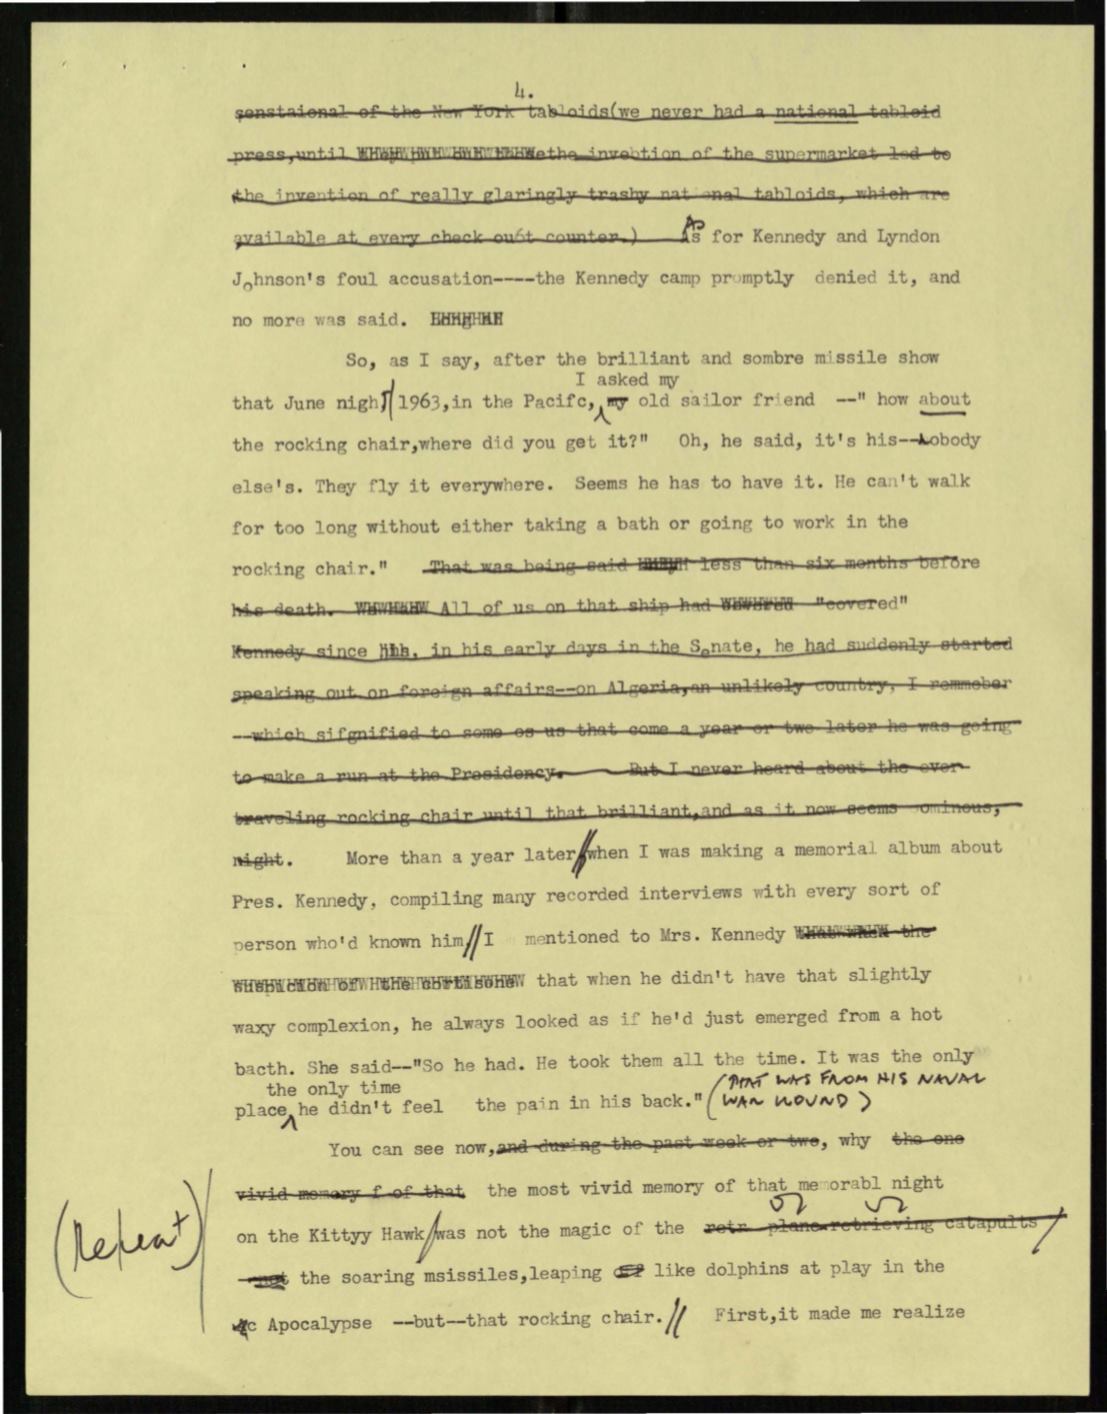 4.
senstaional of the New York tabloids(we never had a national tabloid
press,until the invebtion of the supermarket led to
the invention of really glaringly trashy national tabloids, which are
available at every check out counter.) As for Kennedy and Lyndon
Johnson's foul accusation----the Kennedy camp promptly denied it, and
no more was said.
So, as I say, after the brilliant and sombre missile show
I asked my
that June night 1963,in the Pacifc, my old sailor friend --" how about
the rocking chair,where did you get it?" Oh, he said, it's his--nobody
else's. They fly it everywhere. Seems he has to have it. He can't walk
for too long without either taking a bath or going to work in the
rocking chair." That was being said less than six months before
his death. All of us on that ship had "covered"
Kennedy since in his early days in the Senate, he had suddenly started
speaking out on foreign affairs--on Algeria,an unlikely country, I remmeber
--which sifgnified to some os us that come a year or two later he was going
to make a run at the Presidency. But I never heard about the ever-
traveling rocking chair until that brilliant,and as it now seems ominous,
night. More than a year later when I was making a memorial album about
Pres. Kennedy, compiling many recorded interviews with every sort of
person who'd known him// I mentioned to Mrs. Kennedy the
suspicion of the cortisone that when he didn't have that slightly
waxy complexion, he always looked as if he'd just emerged from a hot
bacth. She said--"So he had. He took them all the time. It was the only
the only time (THAT WAS FROM HIS NAVAL
place he didn't feel the pain in his back." WAR WOUND)
You can see now,and during the past week or two, why the one
vivid memory f of that the most vivid memory of that memorabl night
(Repeat) on the Kittyy Hawk/was not the magic of the retr plane-retrieving catapults/
--not the soaring msissiles,leaping like dolphins at play in the
Apocalypse --but--that rocking chair.// First,it made me realize